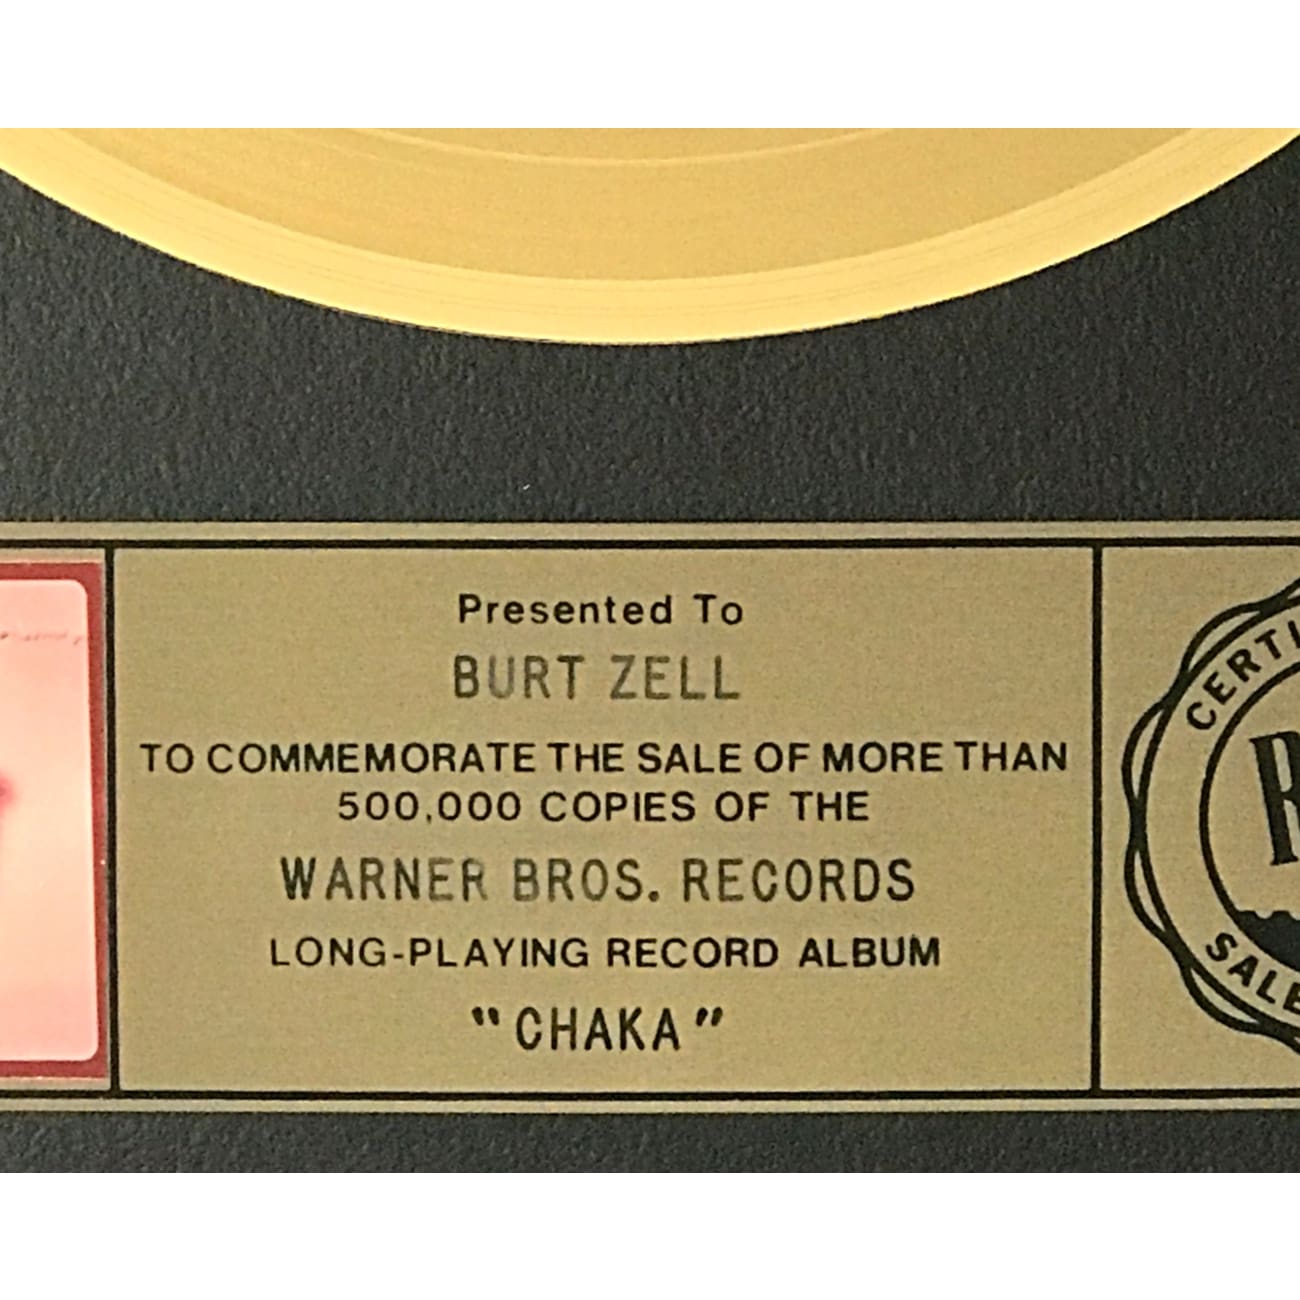 Presented To
BURT ZELL
TO COMMEMORATE THE SALE OF MORE THAN
500,000 COPIES OF THE
WARNER BROS. RECORDS
LONG-PLAYING RECORD ALBUM
"CHAKA"